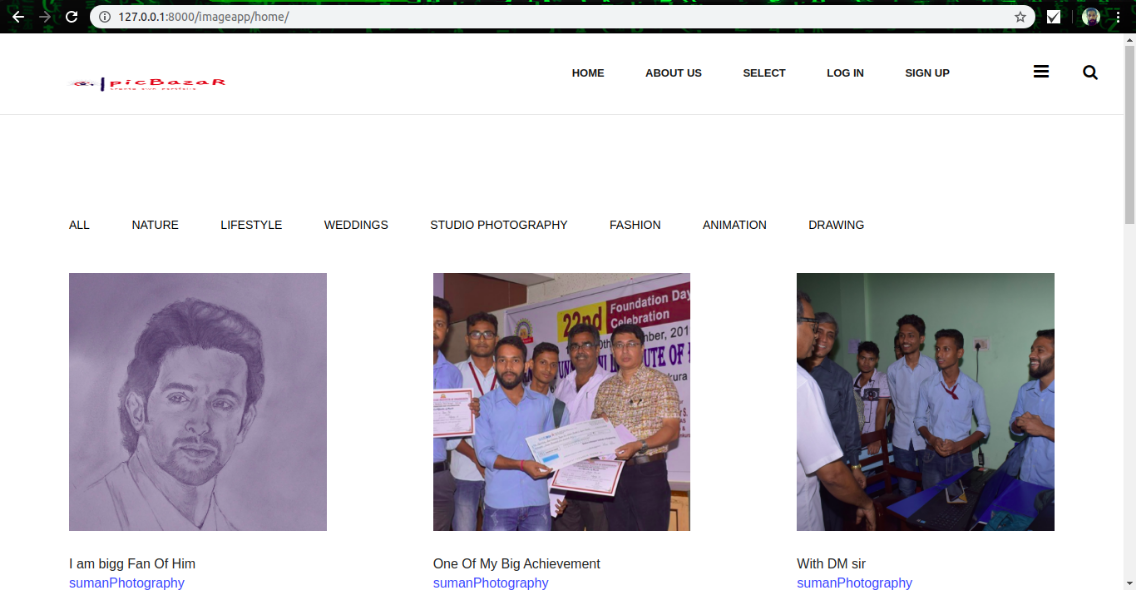 127.0.0.1:8000/imageapp/home/
picBazaR
HOME ABOUT US SELECT LOG IN SIGN UP
ALL NATURE LIFESTYLE WEDDINGS STUDIO PHOTOGRAPHY FASHION ANIMATION DRAWING
22nd Foundation Day
Celebration
I am bigg Fan Of Him
One Of My Big Achievement
With DM sir
sumanPhotography
sumanPhotography
sumanPhotography